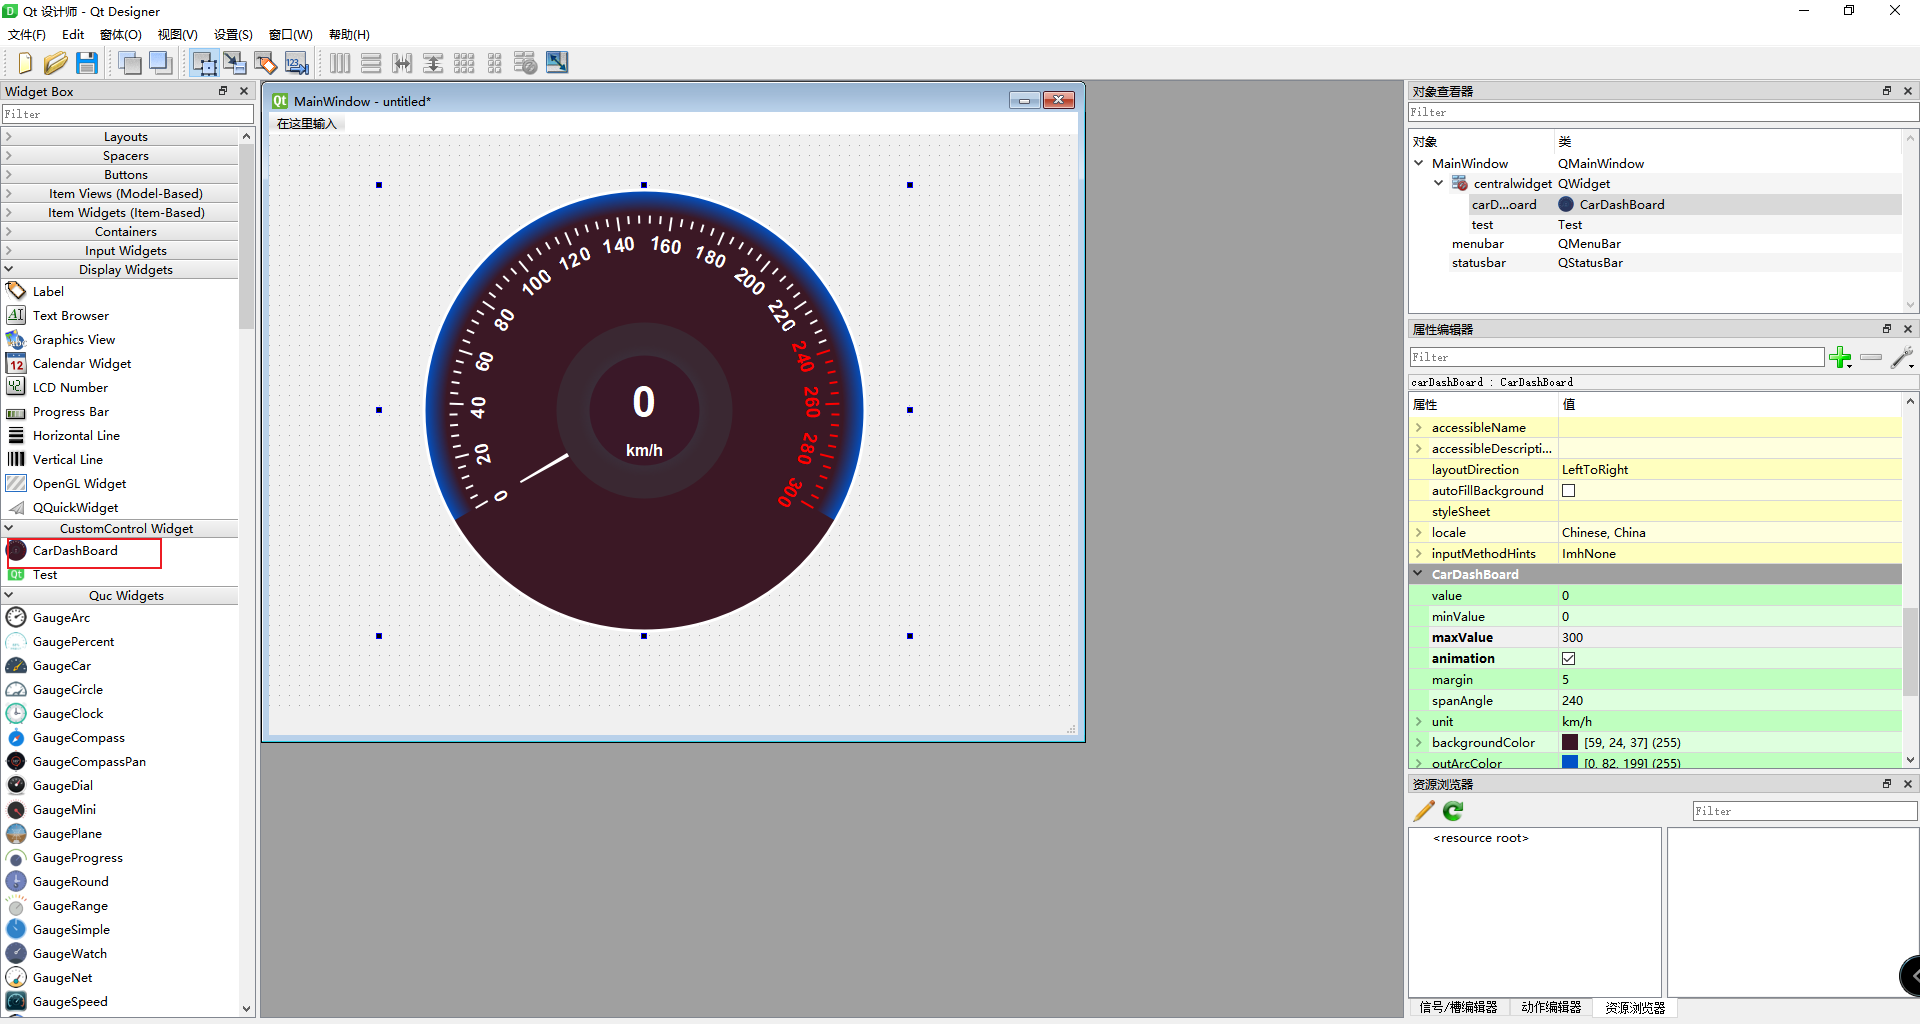 Qt 设计师 - Qt Designer
文件(F) Edit 窗体(O) 视图(V) 设置(S) 窗口(W) 帮助(H)
Widget Box
Filter
Layouts
Spacers
Buttons
Item Views (Model-Based)
Item Widgets (Item-Based)
Containers
Input Widgets
Display Widgets
Label
Text Browser
Graphics View
Calendar Widget
LCD Number
Progress Bar
Horizontal Line
Vertical Line
OpenGL Widget
QQuickWidget
CustomControl Widget
CarDashBoard
Test
Quc Widgets
GaugeArc
GaugePercent
GaugeCar
GaugeCircle
GaugeClock
GaugeCompass
GaugeCompassPan
GaugeDial
GaugeMini
GaugePlane
GaugeProgress
GaugeRound
GaugeRange
GaugeSimple
GaugeWatch
GaugeNet
GaugeSpeed
MainWindow - untitled*
在这里输入
0 20 40 60 80 100 120 140 160 180 200 220 240 260 280 300
0
km/h
对象查看器
Filter
对象 类
MainWindow QMainWindow
centralwidget QWidget
carD...oard CarDashBoard
test Test
menubar QMenuBar
statusbar QStatusBar
属性编辑器
Filter
carDashBoard : CarDashBoard
属性 值
accessibleName
accessibleDescripti...
layoutDirection LeftToRight
autoFillBackground
styleSheet
locale Chinese, China
inputMethodHints ImhNone
CarDashBoard
value 0
minValue 0
maxValue 300
animation
margin 5
spanAngle 240
unit km/h
backgroundColor [59, 24, 37] (255)
outArcColor [0, 82, 199] (255)
资源浏览器
Filter
<resource root>
信号/槽编辑器 动作编辑器 资源浏览器